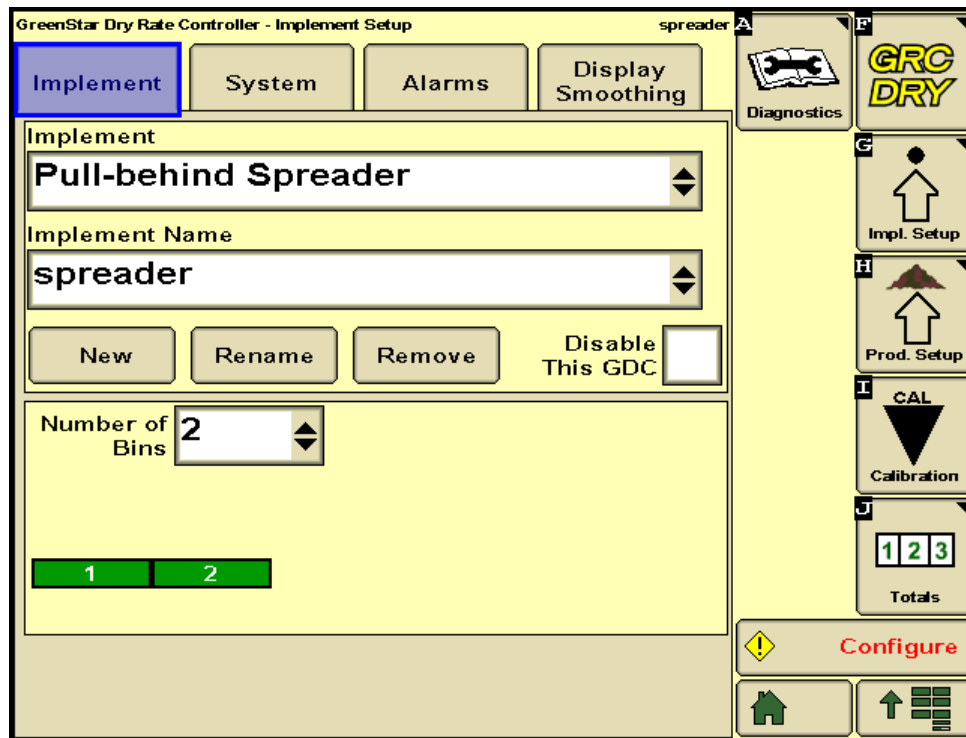 GreenStar Dry Rate Controller - Implement Setup
spreader
Implement
System
Alarms
Display
Smoothing
Implement
Pull-behind Spreader
Implement Name
spreader
New
Rename
Remove
Disable
This GDC
Number of
Bins
2
1
2
A
Diagnostics
F
GRC
DRY
G
Impl. Setup
H
Prod. Setup
I
CAL
Calibration
J
1 2 3
Totals
Configure